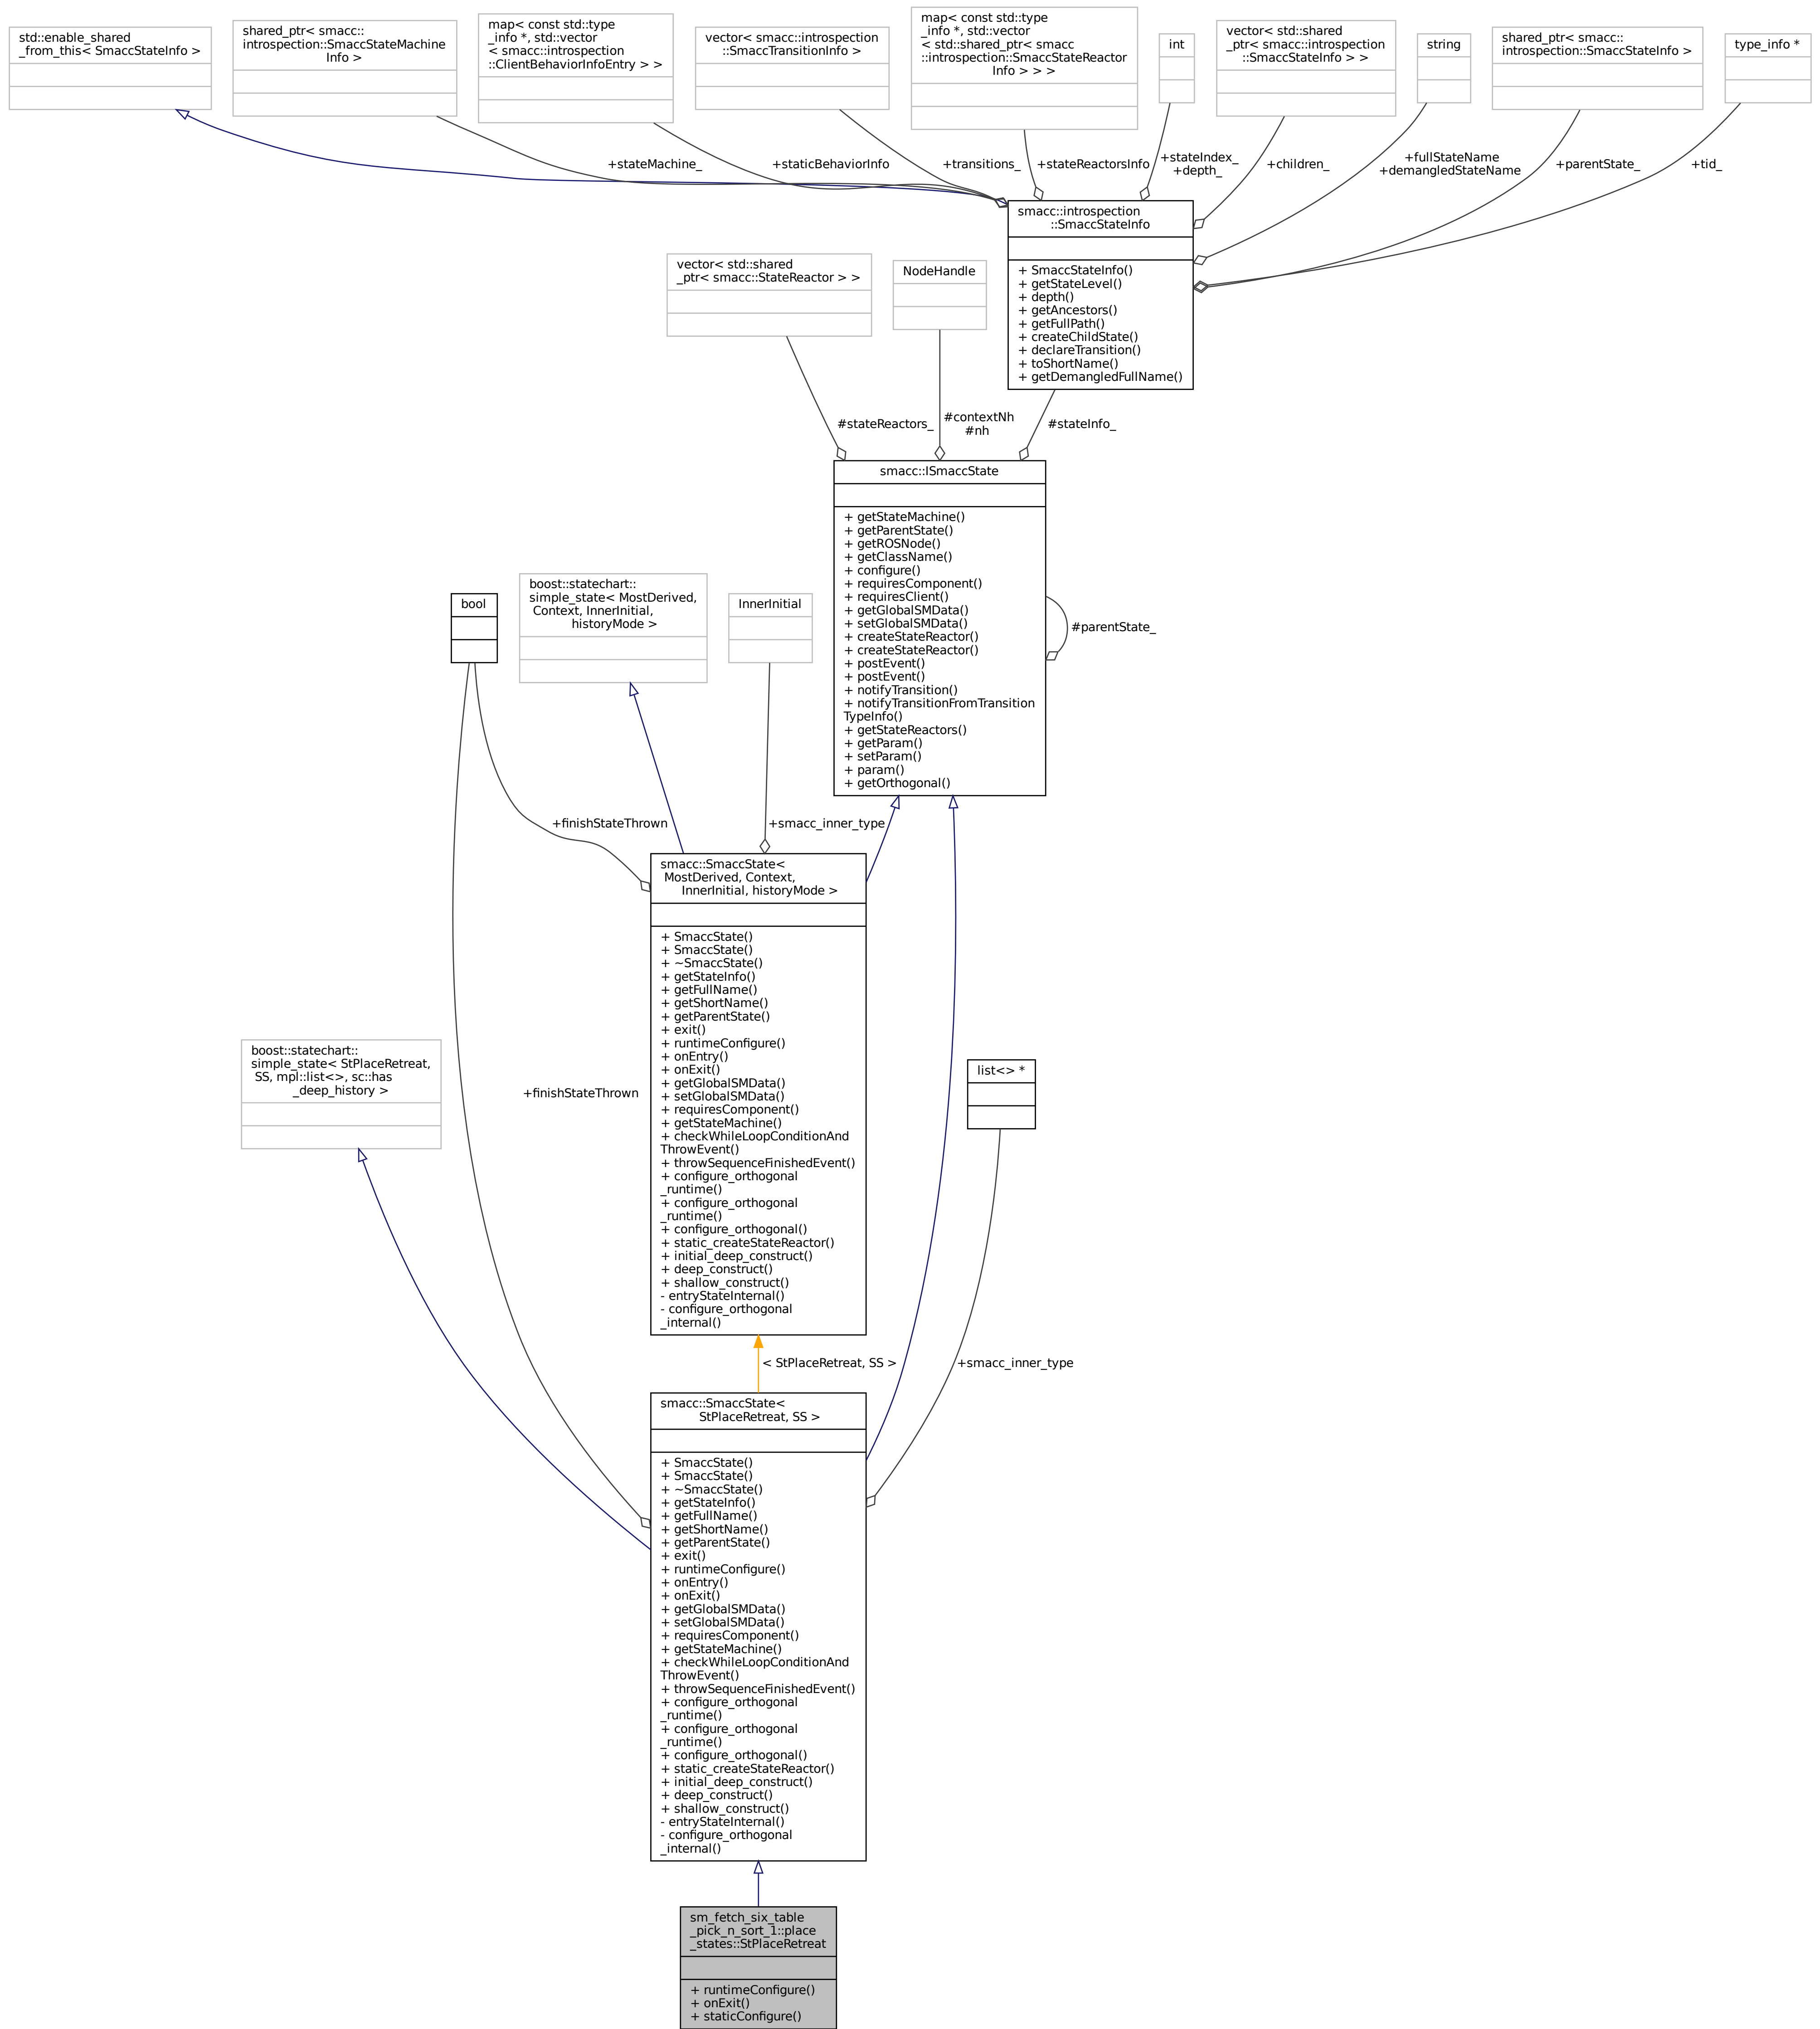 std::enable_shared
_from_this< SmaccStateInfo >
shared_ptr< smacc::
introspection::SmaccStateMachine
Info >
map< const std::type
_info *, std::vector
< smacc::introspection
::ClientBehaviorInfoEntry > >
vector< smacc::introspection
::SmaccTransitionInfo >
map< const std::type
_info *, std::vector
< std::shared_ptr< smacc
::introspection::SmaccStateReactor
Info > > >
int
vector< std::shared
_ptr< smacc::introspection
::SmaccStateInfo > >
string
shared_ptr< smacc::
introspection::SmaccStateInfo >
type_info *
+stateMachine_
+staticBehaviorInfo
+transitions_
+stateReactorsInfo
+stateIndex_
+depth_
+children_
+fullStateName
+demangledStateName
+parentState_
+tid_
smacc::introspection
::SmaccStateInfo
+ SmaccStateInfo()
+ getStateLevel()
+ depth()
+ getAncestors()
+ getFullPath()
+ createChildState()
+ declareTransition()
+ toShortName()
+ getDemangledFullName()
vector< std::shared
_ptr< smacc::StateReactor > >
NodeHandle
#stateReactors_
#contextNh
#nh
#stateInfo_
smacc::ISmaccState
+ getStateMachine()
+ getParentState()
+ getROSNode()
+ getClassName()
+ configure()
+ requiresComponent()
+ requiresClient()
+ getGlobalSMData()
+ setGlobalSMData()
+ createStateReactor()
+ createStateReactor()
+ postEvent()
+ postEvent()
+ notifyTransition()
+ notifyTransitionFromTransition
TypeInfo()
+ getStateReactors()
+ getParam()
+ setParam()
+ param()
+ getOrthogonal()
#parentState_
bool
boost::statechart::
simple_state< MostDerived,
Context, InnerInitial,
historyMode >
InnerInitial
+finishStateThrown
+smacc_inner_type
smacc::SmaccState<
MostDerived, Context,
InnerInitial, historyMode >
+ SmaccState()
+ SmaccState()
+ ~SmaccState()
+ getStateInfo()
+ getFullName()
+ getShortName()
+ getParentState()
+ exit()
+ runtimeConfigure()
+ onEntry()
+ onExit()
+ getGlobalSMData()
+ setGlobalSMData()
+ requiresComponent()
+ getStateMachine()
+ checkWhileLoopConditionAnd
ThrowEvent()
+ throwSequenceFinishedEvent()
+ configure_orthogonal
_runtime()
+ configure_orthogonal
_runtime()
+ configure_orthogonal()
+ static_createStateReactor()
+ initial_deep_construct()
+ deep_construct()
+ shallow_construct()
- entryStateInternal()
- configure_orthogonal
_internal()
boost::statechart::
simple_state< StPlaceRetreat,
SS, mpl::list<>, sc::has
_deep_history >
+finishStateThrown
list<> *
< StPlaceRetreat, SS >
+smacc_inner_type
smacc::SmaccState<
StPlaceRetreat, SS >
+ SmaccState()
+ SmaccState()
+ ~SmaccState()
+ getStateInfo()
+ getFullName()
+ getShortName()
+ getParentState()
+ exit()
+ runtimeConfigure()
+ onEntry()
+ onExit()
+ getGlobalSMData()
+ setGlobalSMData()
+ requiresComponent()
+ getStateMachine()
+ checkWhileLoopConditionAnd
ThrowEvent()
+ throwSequenceFinishedEvent()
+ configure_orthogonal
_runtime()
+ configure_orthogonal
_runtime()
+ configure_orthogonal()
+ static_createStateReactor()
+ initial_deep_construct()
+ deep_construct()
+ shallow_construct()
- entryStateInternal()
- configure_orthogonal
_internal()
sm_fetch_six_table
_pick_n_sort_1::place
_states::StPlaceRetreat
+ runtimeConfigure()
+ onExit()
+ staticConfigure()